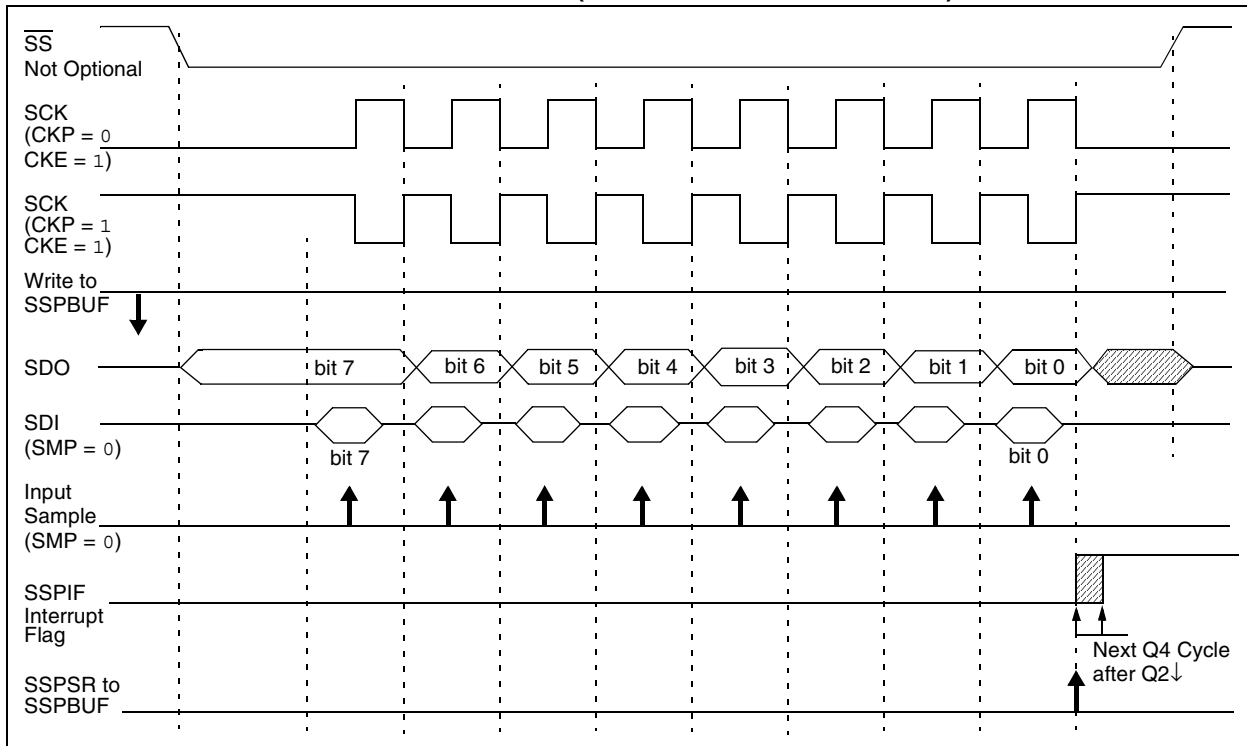 SS
Not Optional
SCK
(CKP = 0
CKE = 1)
SCK
(CKP = 1
CKE = 1)
Write to
SSPBUF
SDO
bit 7 bit 6 bit 5 bit 4 bit 3 bit 2 bit 1 bit 0
SDI
(SMP = 0)
bit 7 bit 0
Input
Sample
(SMP = 0)
SSPIF
Interrupt
Flag
Next Q4 Cycle
after Q2↓
SSPSR to
SSPBUF